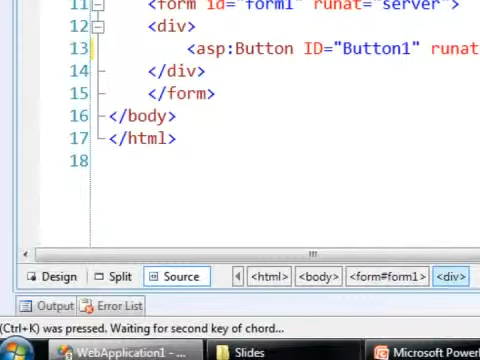 11 <form id="form1" runat="server">
12 <div>
13 <asp:Button ID="Button1" runat
14 </div>
15 </form>
16 </body>
17 </html>
18
Design Split Source <html> <body> <form#form1> <div>
Output Error List
(Ctrl+K) was pressed. Waiting for second key of chord...
WebApplication1 - ... Slides Microsoft Powerl